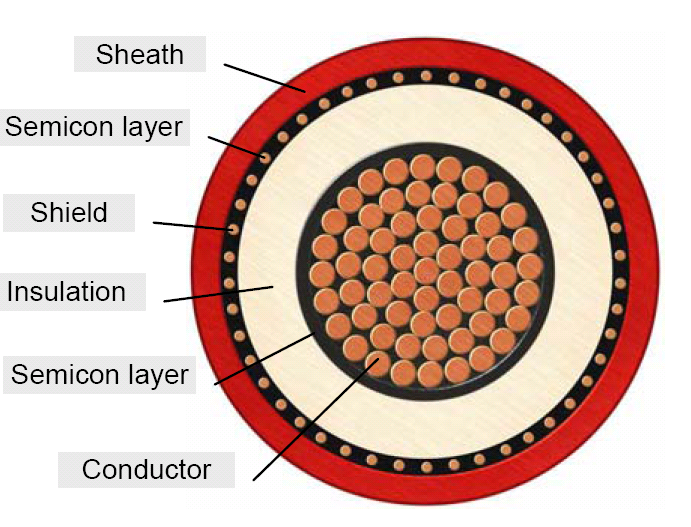 Sheath
Semicon layer
Shield
Insulation
Semicon layer
Conductor